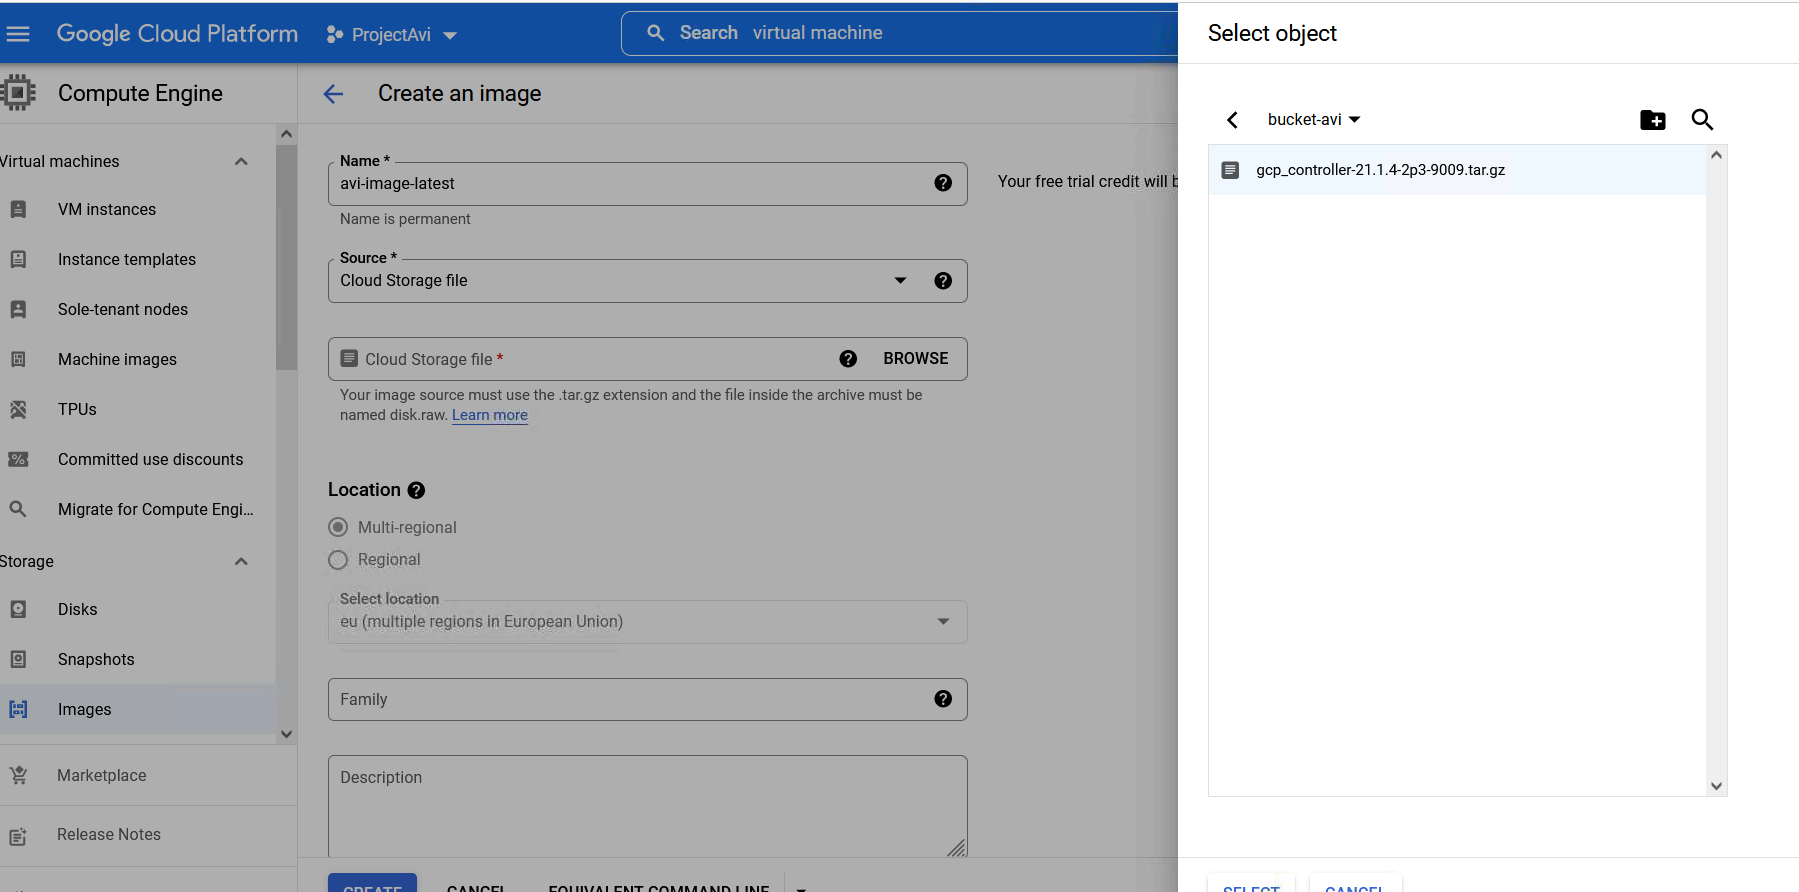 Google Cloud Platform
ProjectAvi
Search virtual machine
Compute Engine
Virtual machines
VM instances
Instance templates
Sole-tenant nodes
Machine images
TPUs
Committed use discounts
Migrate for Compute Engi...
Storage
Disks
Snapshots
Images
Marketplace
Release Notes
Create an image
Name *
avi-image-latest
Name is permanent
Source *
Cloud Storage file
Cloud Storage file *
BROWSE
Your image source must use the .tar.gz extension and the file inside the archive must be
named disk.raw. Learn more
Location
Multi-regional
Regional
Select location
eu (multiple regions in European Union)
Family
Description
CREATE
CANCEL
EQUIVALENT COMMAND LINE
Your free trial credit will b
Select object
bucket-avi
gcp_controller-21.1.4-2p3-9009.tar.gz
SELECT
CANCEL